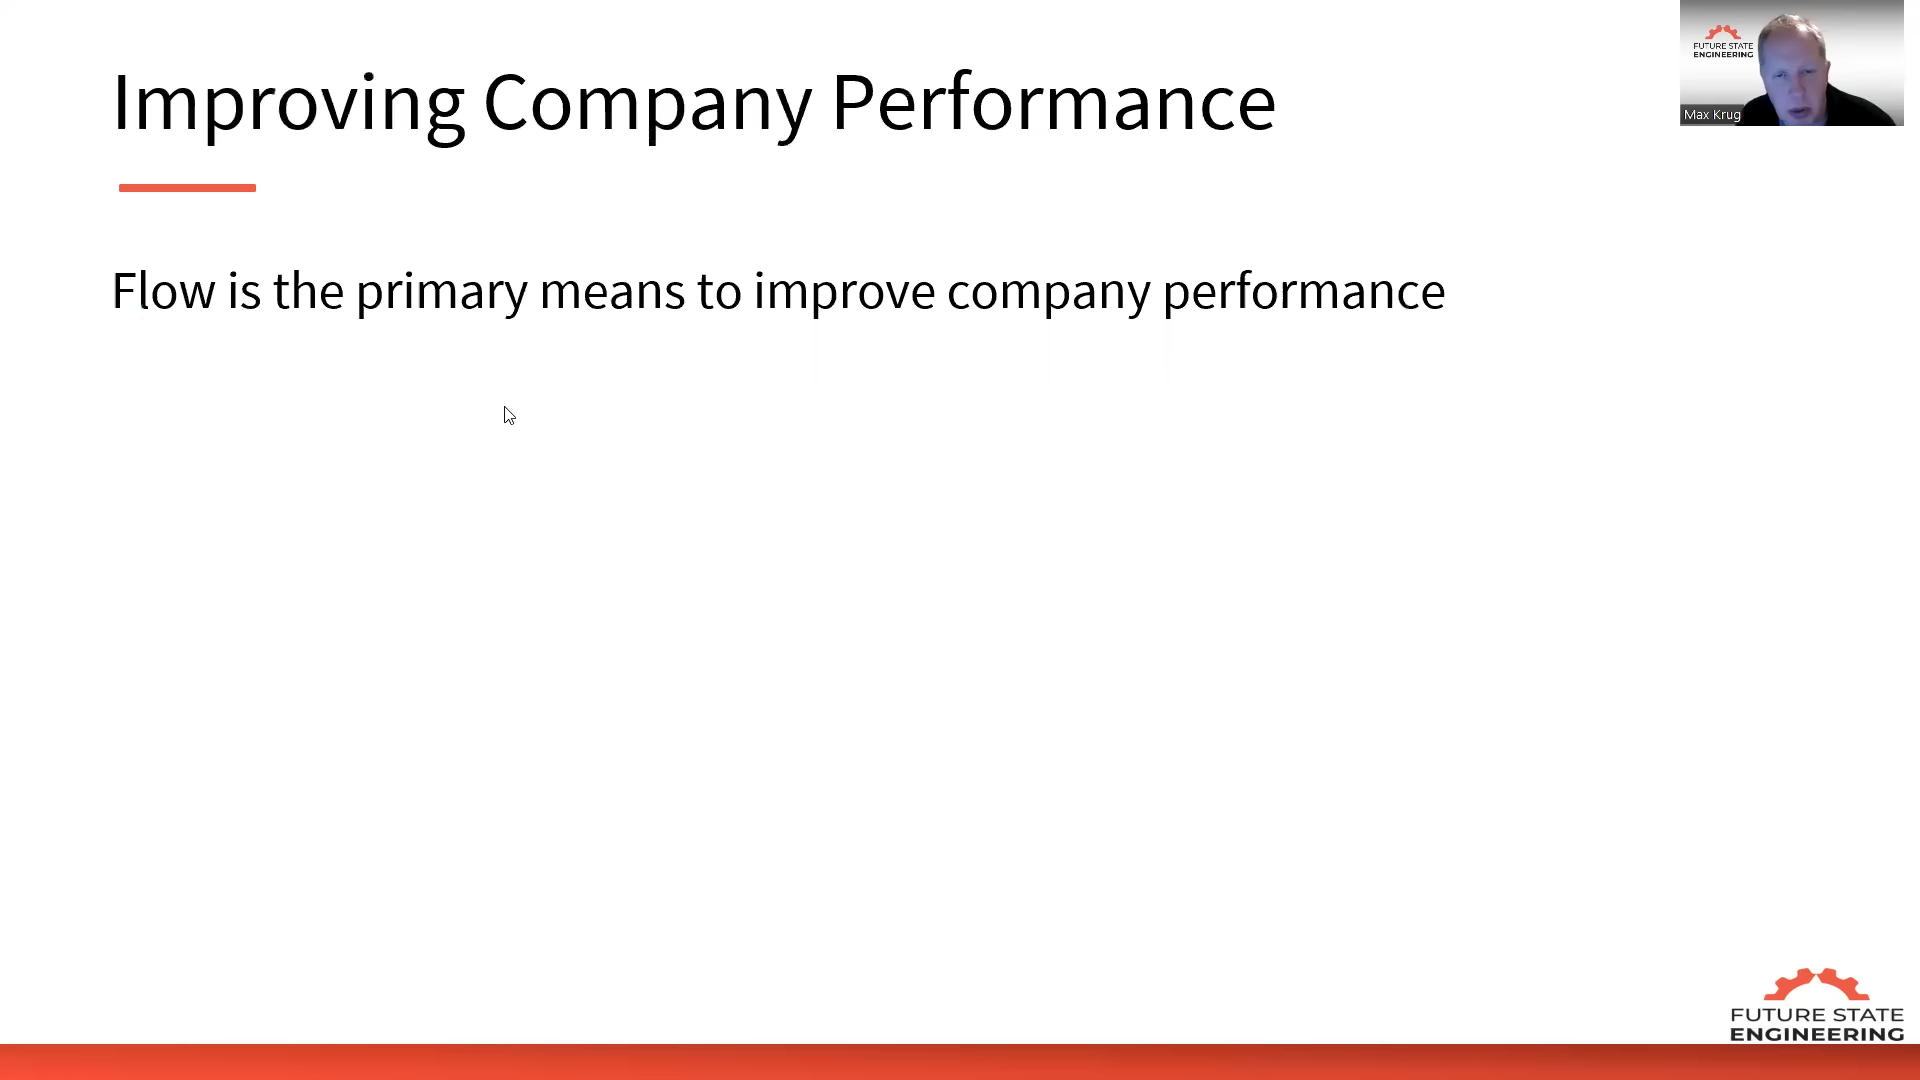 Improving Company Performance
FUTURE STATE
ENGINEERING
Max Krug
Flow is the primary means to improve company performance
FUTURE STATE
ENGINEERING